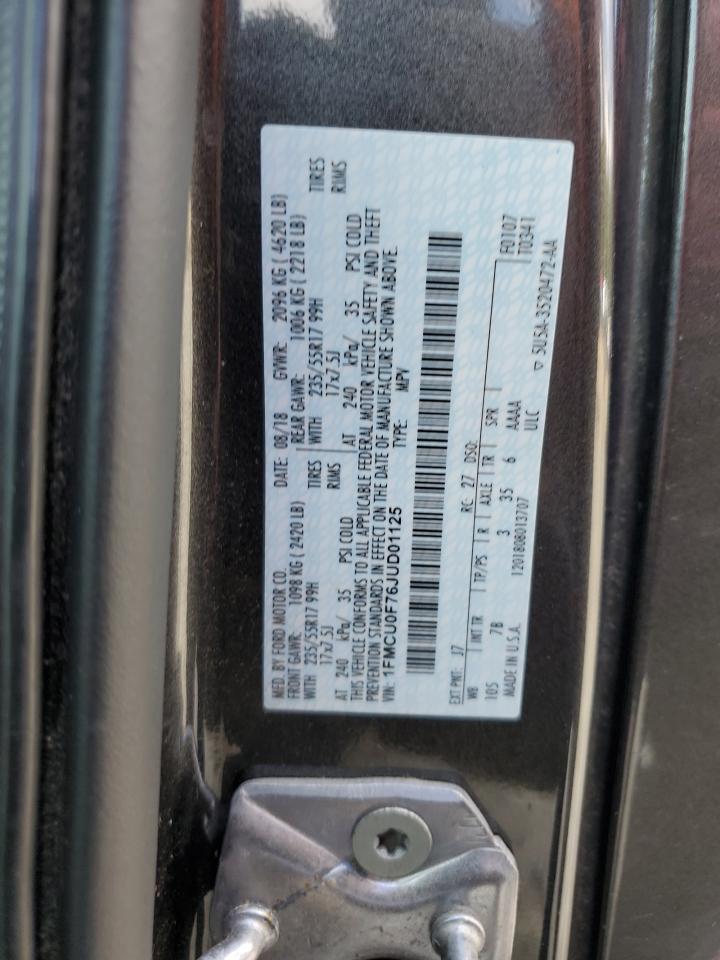 MFD. BY FORD MOTOR CO. DATE: 08/18 GVWR: 2096 KG ( 4620 LB)
FRONT GAWR: 1098 KG ( 2420 LB) REAR GAWR: 1006 KG ( 2218 LB)
WITH 235/55R17 99H TIRES WITH 235/55R17 99H TIRES
17x7.5J RIMS 17x7.5J RIMS
AT 240 kPa/ 35 PSI COLD AT 240 kPa/ 35 PSI COLD
THIS VEHICLE CONFORMS TO ALL APPLICABLE FEDERAL MOTOR VEHICLE SAFETY AND THEFT
PREVENTION STANDARDS IN EFFECT ON THE DATE OF MANUFACTURE SHOWN ABOVE.
VIN: 1FMCU0F76JUD01125 TYPE: MPV
EXT PNT: J7 RC: 27 DSO: F0107
WB INT TR TP/PS R AXLE TR SPR T0341
105 7B 3 35 6 AAAA
MADE IN U.S.A. 1201808013707 ULC ▽ 5U5A-3520472-AA